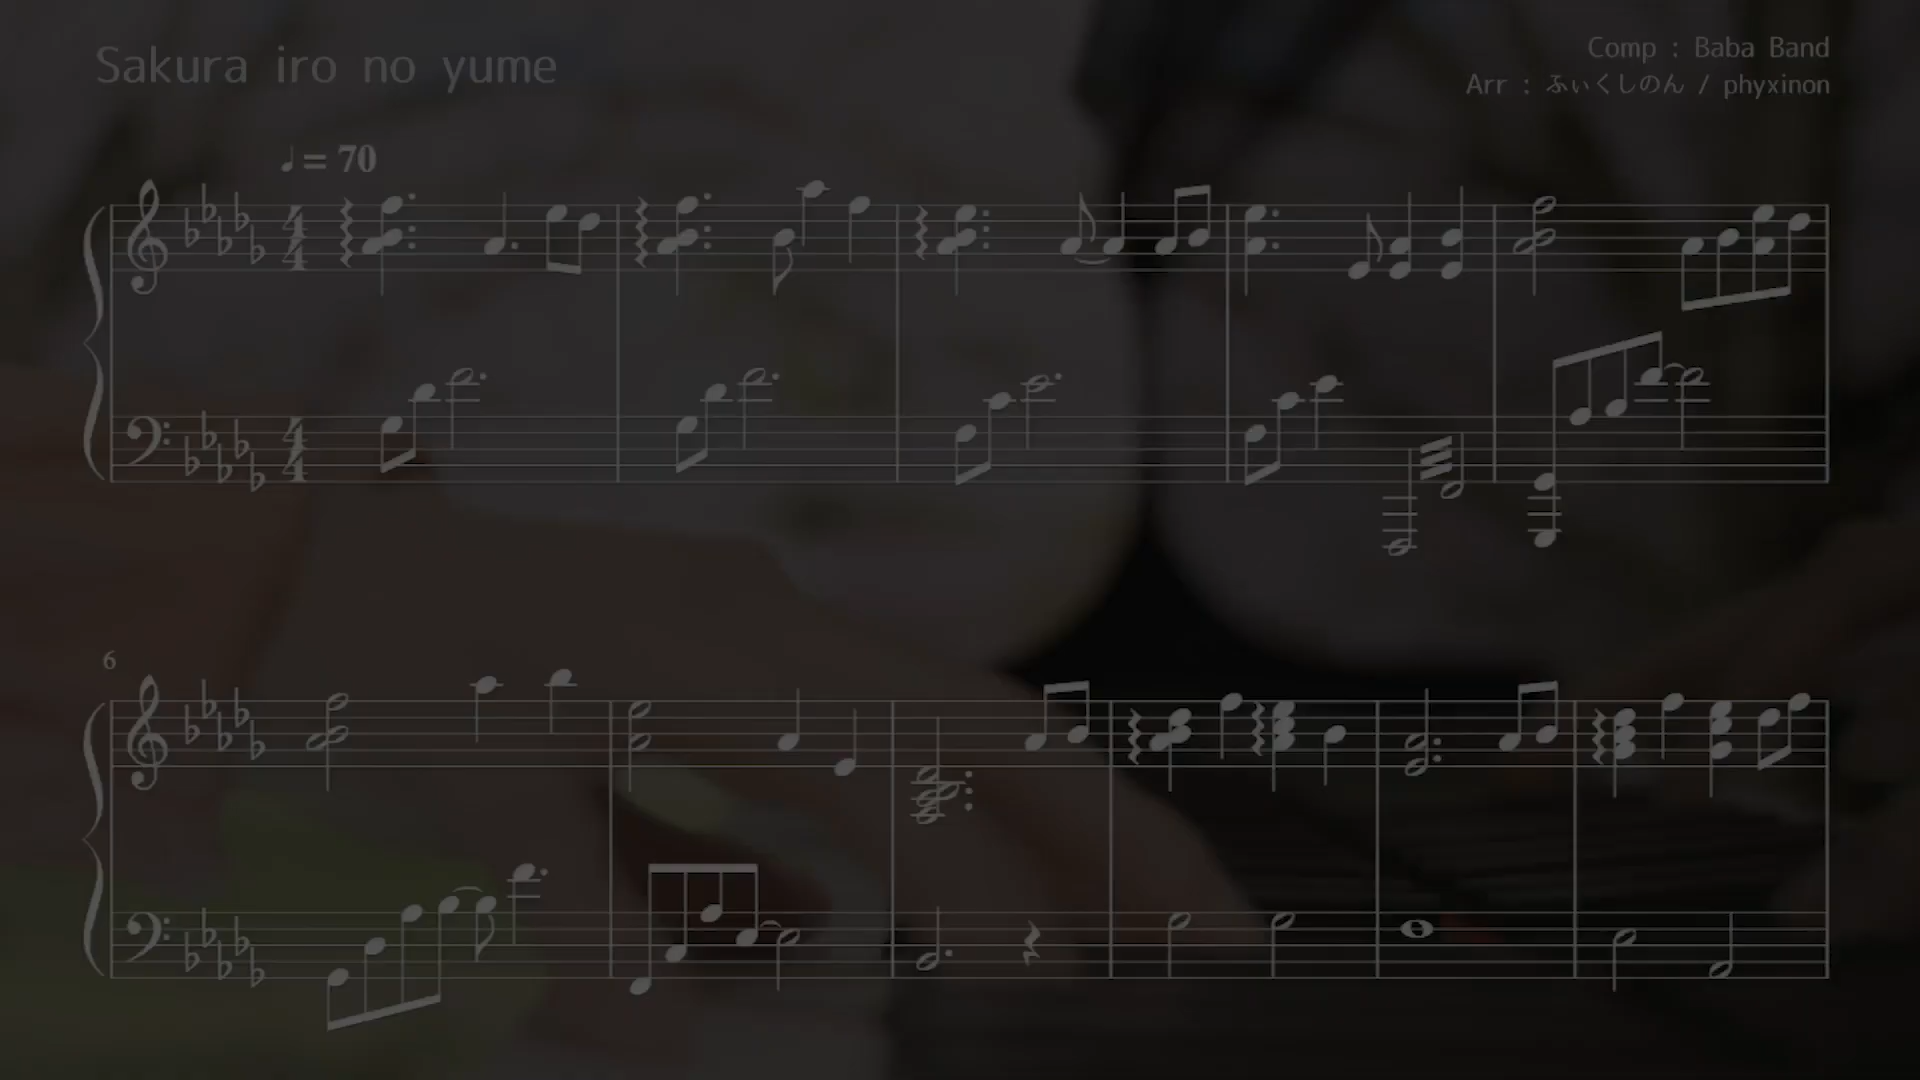 Sakura iro no yume
Comp : Baba Band
Arr : ふぃくしのん / phyxinon
♩= 70
6